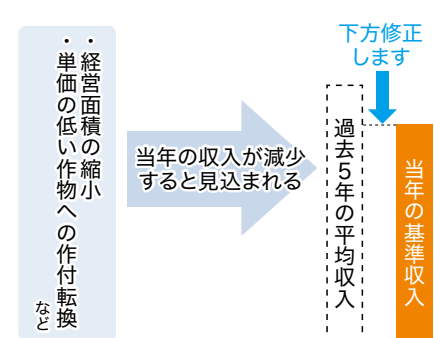 ・経営面積の縮小
・単価の低い作物への作付転換
など
当年の収入が減少
すると見込まれる
下方修正
します
過去5年の平均収入
当年の基準収入